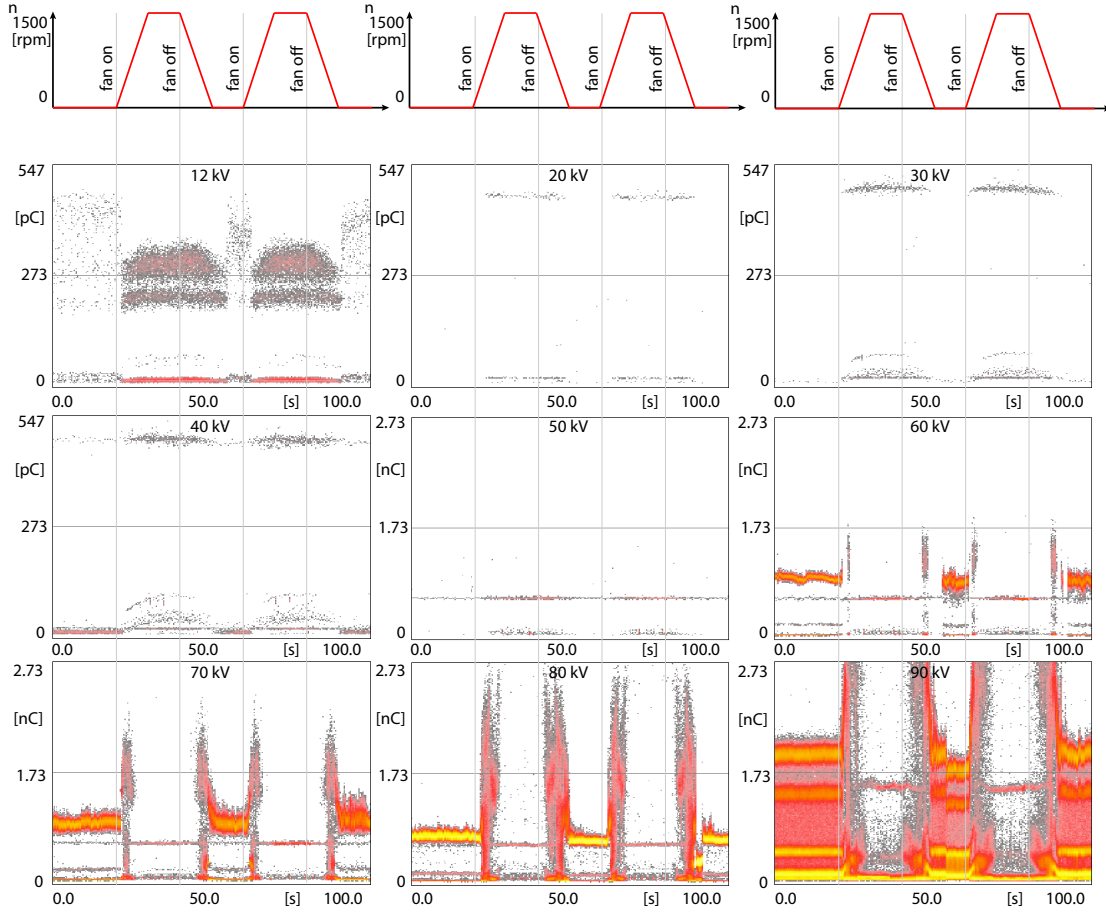 n n n
1500 1500 1500
[rpm] [rpm] [rpm]
fan on fan off fan on fan off fan on fan off fan on fan off fan on fan off fan on fan off
0 0 0
547 12 kV 547 20 kV 547 30 kV
[pC] [pC] [pC]
273 273 273
0 0 0
0.0 50.0 [s] 100.0 0.0 50.0 [s] 100.0 0.0 50.0 [s] 100.0
547 40 kV 2.73 50 kV 2.73 60 kV
[pC] [nC] [nC]
273 1.73 1.73
0 0 0
0.0 50.0 [s] 100.0 0.0 50.0 [s] 100.0 0.0 50.0 [s] 100.0
2.73 70 kV 2.73 80 kV 2.73 90 kV
[nC] [nC] [nC]
1.73 1.73 1.73
0 0 0
0.0 50.0 [s] 100.0 0.0 50.0 [s] 100.0 0.0 50.0 [s] 100.0